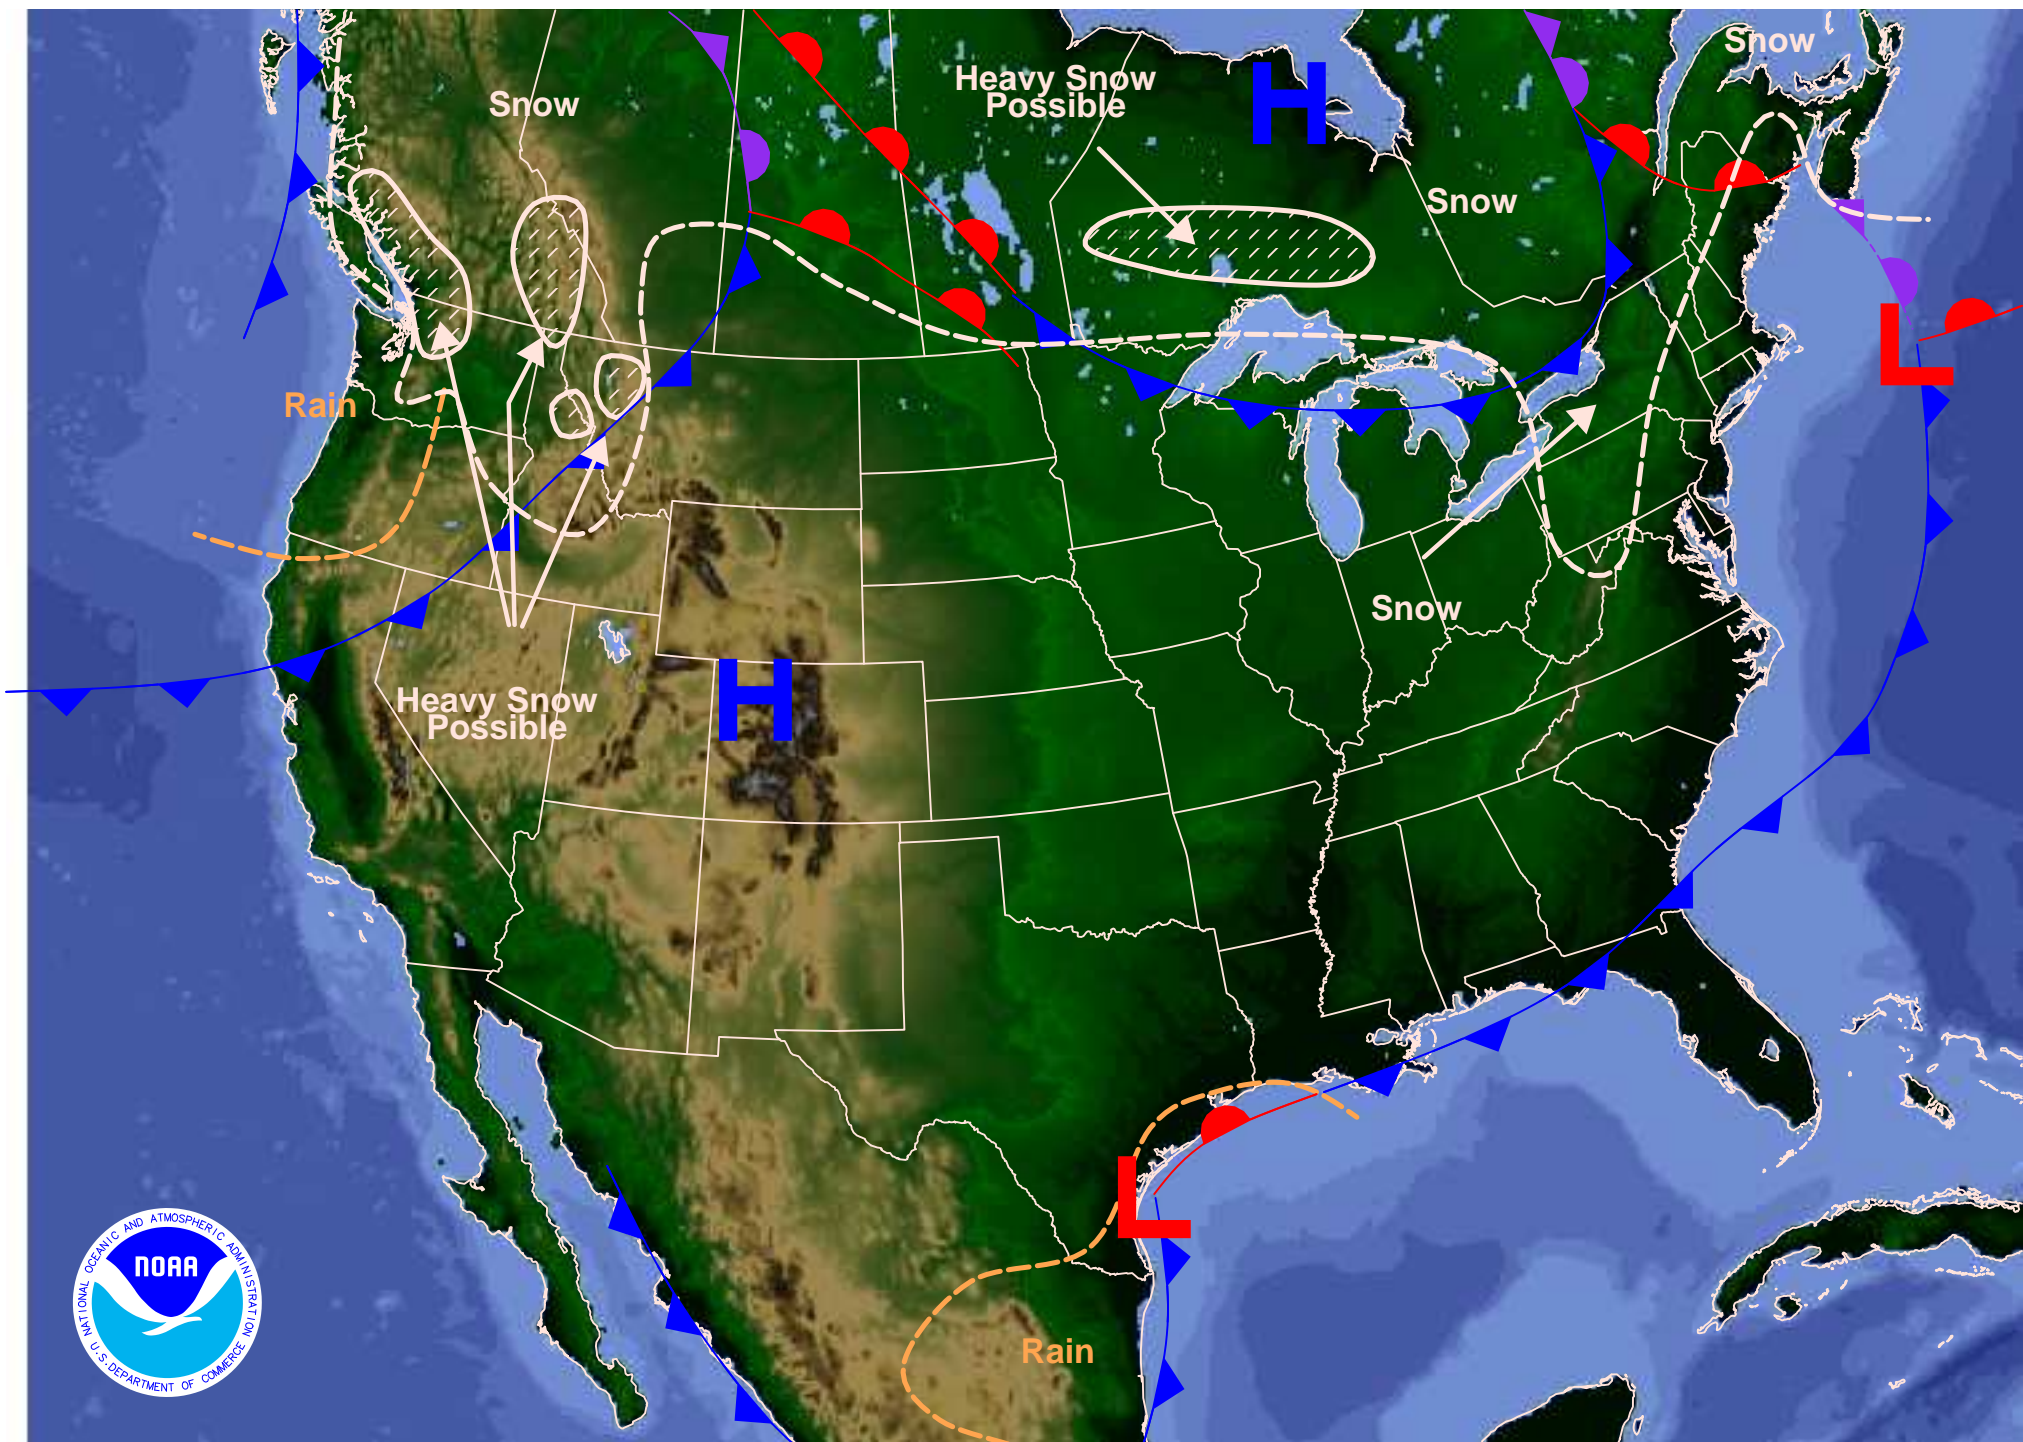 Snow
Heavy Snow
Possible
H
Snow
Snow
Snow
Rain
L
Snow
Heavy Snow
Possible
H
L
Rain
NATIONAL OCEANIC AND ATMOSPHERIC ADMINISTRATION
U.S. DEPARTMENT OF COMMERCE
NOAA